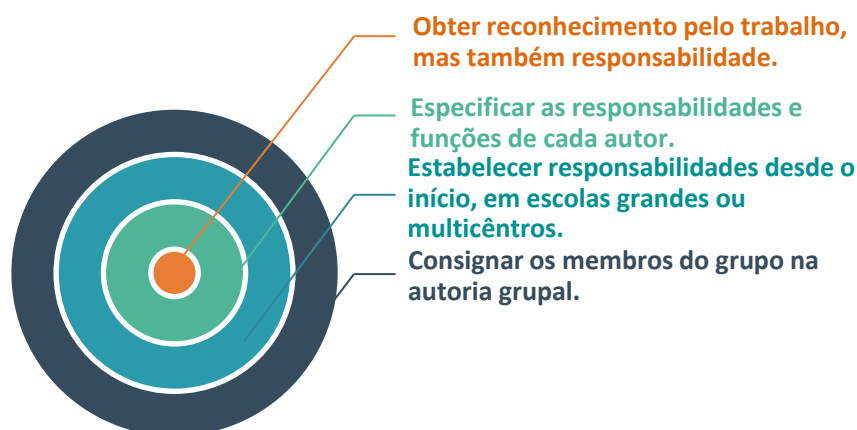 Obter reconhecimento pelo trabalho,
mas também responsabilidade.
Especificar as responsabilidades e
funções de cada autor.
Estabelecer responsabilidades desde o
início, em escolas grandes ou
multicêntros.
Consignar os membros do grupo na
autoria grupal.